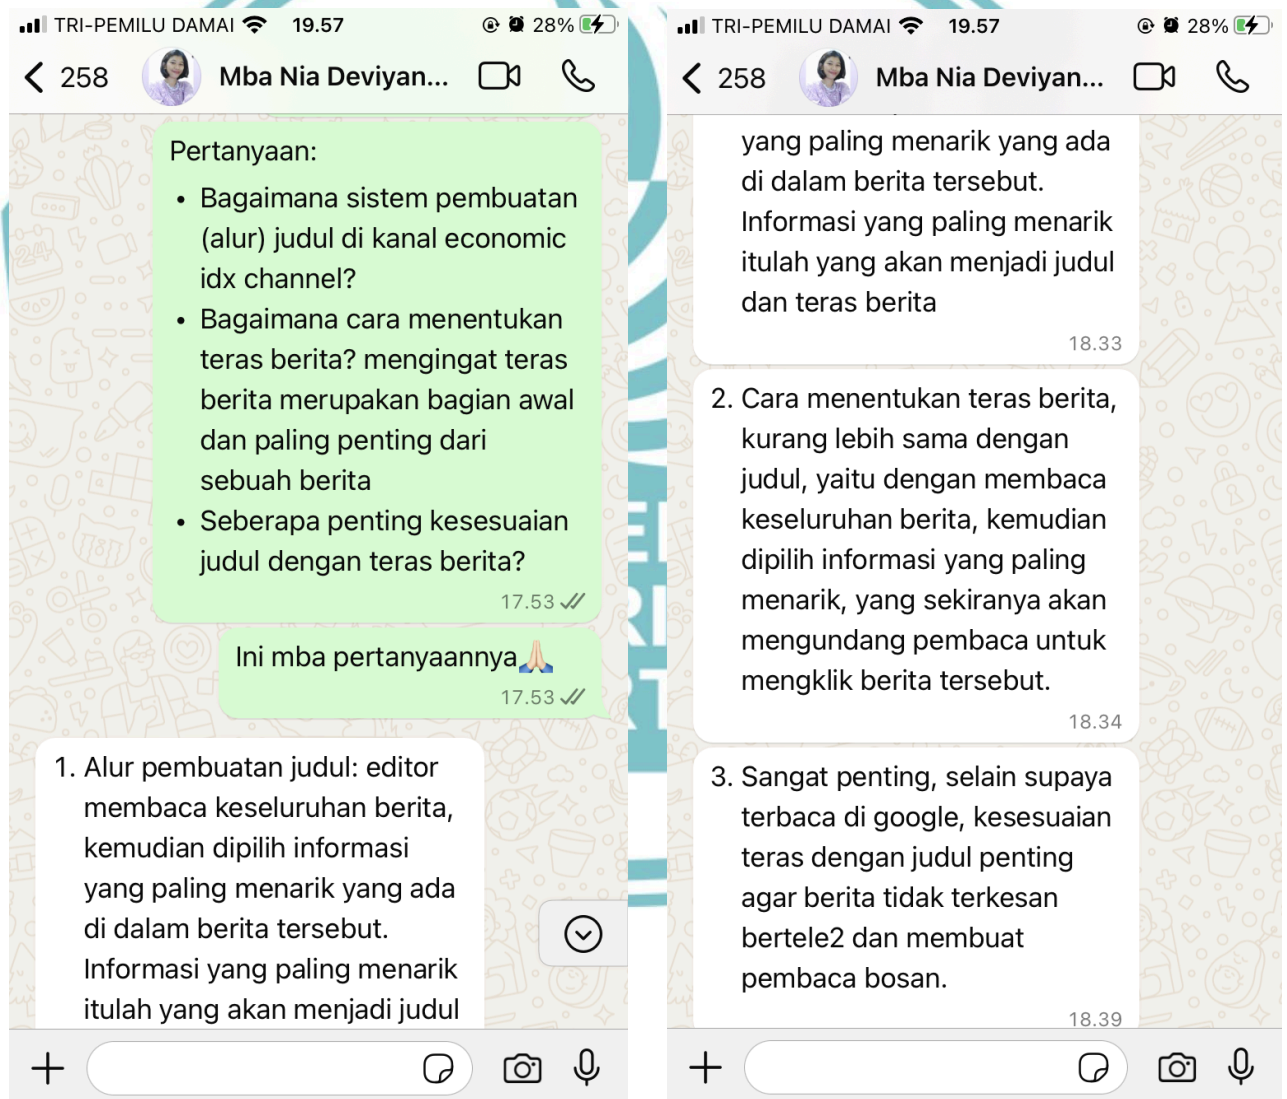 TRI-PEMILU DAMAI 19.57 28%
258 Mba Nia Deviyan...
Pertanyaan:
• Bagaimana sistem pembuatan
(alur) judul di kanal economic
idx channel?
• Bagaimana cara menentukan
teras berita? mengingat teras
berita merupakan bagian awal
dan paling penting dari
sebuah berita
• Seberapa penting kesesuaian
judul dengan teras berita?
17.53
Ini mba pertanyaannya🙏🏻
17.53
1. Alur pembuatan judul: editor
membaca keseluruhan berita,
kemudian dipilih informasi
yang paling menarik yang ada
di dalam berita tersebut.
Informasi yang paling menarik
itulah yang akan menjadi judul
TRI-PEMILU DAMAI 19.57 28%
258 Mba Nia Deviyan...
yang paling menarik yang ada
di dalam berita tersebut.
Informasi yang paling menarik
itulah yang akan menjadi judul
dan teras berita
18.33
2. Cara menentukan teras berita,
kurang lebih sama dengan
judul, yaitu dengan membaca
keseluruhan berita, kemudian
dipilih informasi yang paling
menarik, yang sekiranya akan
mengundang pembaca untuk
mengklik berita tersebut.
18.34
3. Sangat penting, selain supaya
terbaca di google, kesesuaian
teras dengan judul penting
agar berita tidak terkesan
bertele2 dan membuat
pembaca bosan.
18.39